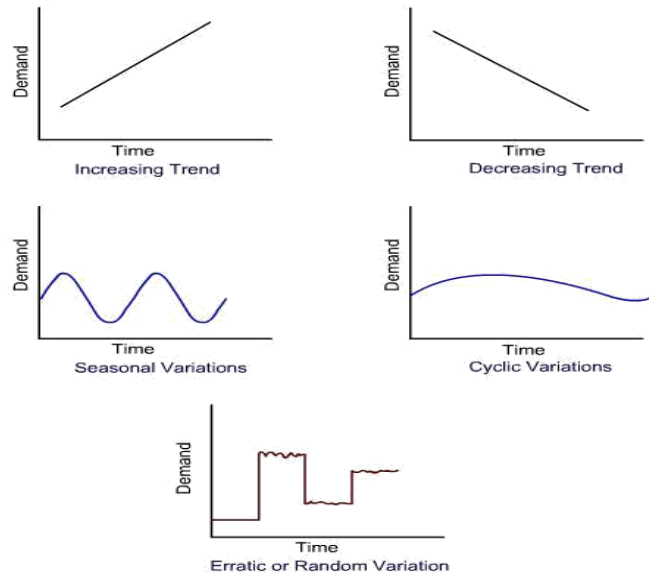 Demand
Time
Increasing Trend
Demand
Time
Decreasing Trend
Demand
Time
Seasonal Variations
Demand
Time
Cyclic Variations
Demand
Time
Erratic or Random Variation